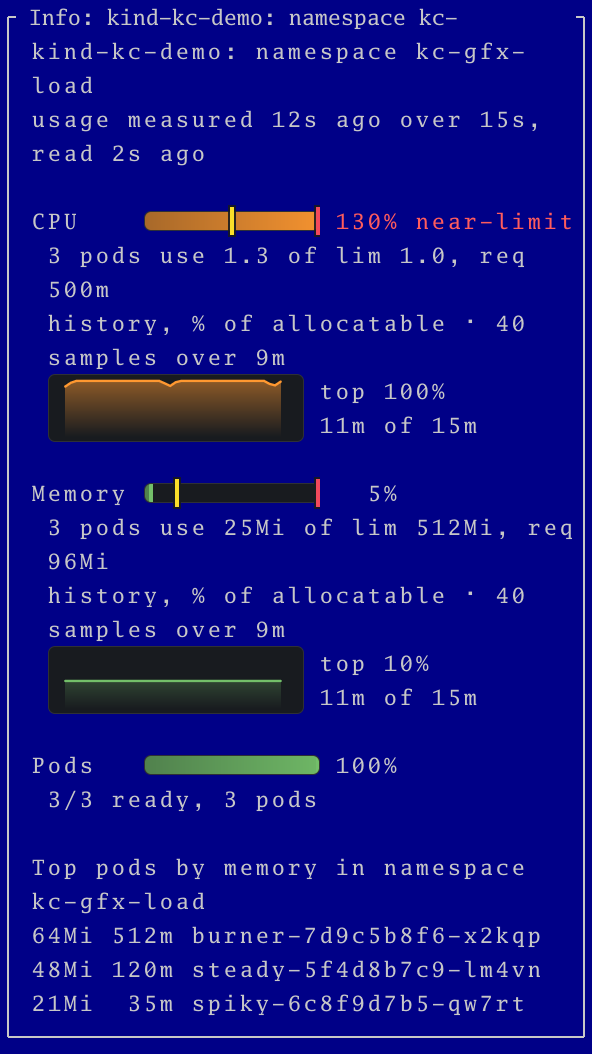 Info: kind-kc-demo: namespace kc-
kind-kc-demo: namespace kc-gfx-
load
usage measured 12s ago over 15s,
read 2s ago
CPU 130% near-limit
3 pods use 1.3 of lim 1.0, req
500m
history, % of allocatable · 40
samples over 9m
top 100%
11m of 15m
Memory 5%
3 pods use 25Mi of lim 512Mi, req
96Mi
history, % of allocatable · 40
samples over 9m
top 10%
11m of 15m
Pods 100%
3/3 ready, 3 pods
Top pods by memory in namespace
kc-gfx-load
64Mi 512m burner-7d9c5b8f6-x2kqp
48Mi 120m steady-5f4d8b7c9-lm4vn
21Mi 35m spiky-6c8f9d7b5-qw7rt